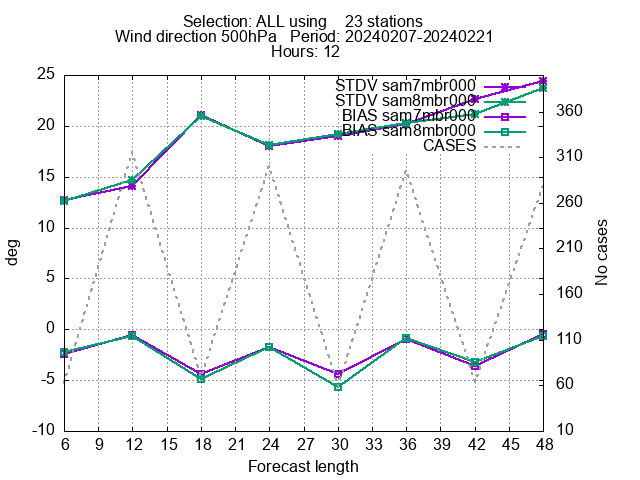 Selection: ALL using    23 stations
Wind direction 500hPa   Period: 20240207-20240221
Hours: 12
STDV sam7mbr000
STDV sam8mbr000
BIAS sam7mbr000
BIAS sam8mbr000
CASES
25
20
15
10
5
0
-5
-10
deg
360
310
260
210
160
110
60
10
No cases
6 9 12 15 18 21 24 27 30 33 36 39 42 45 48
Forecast length